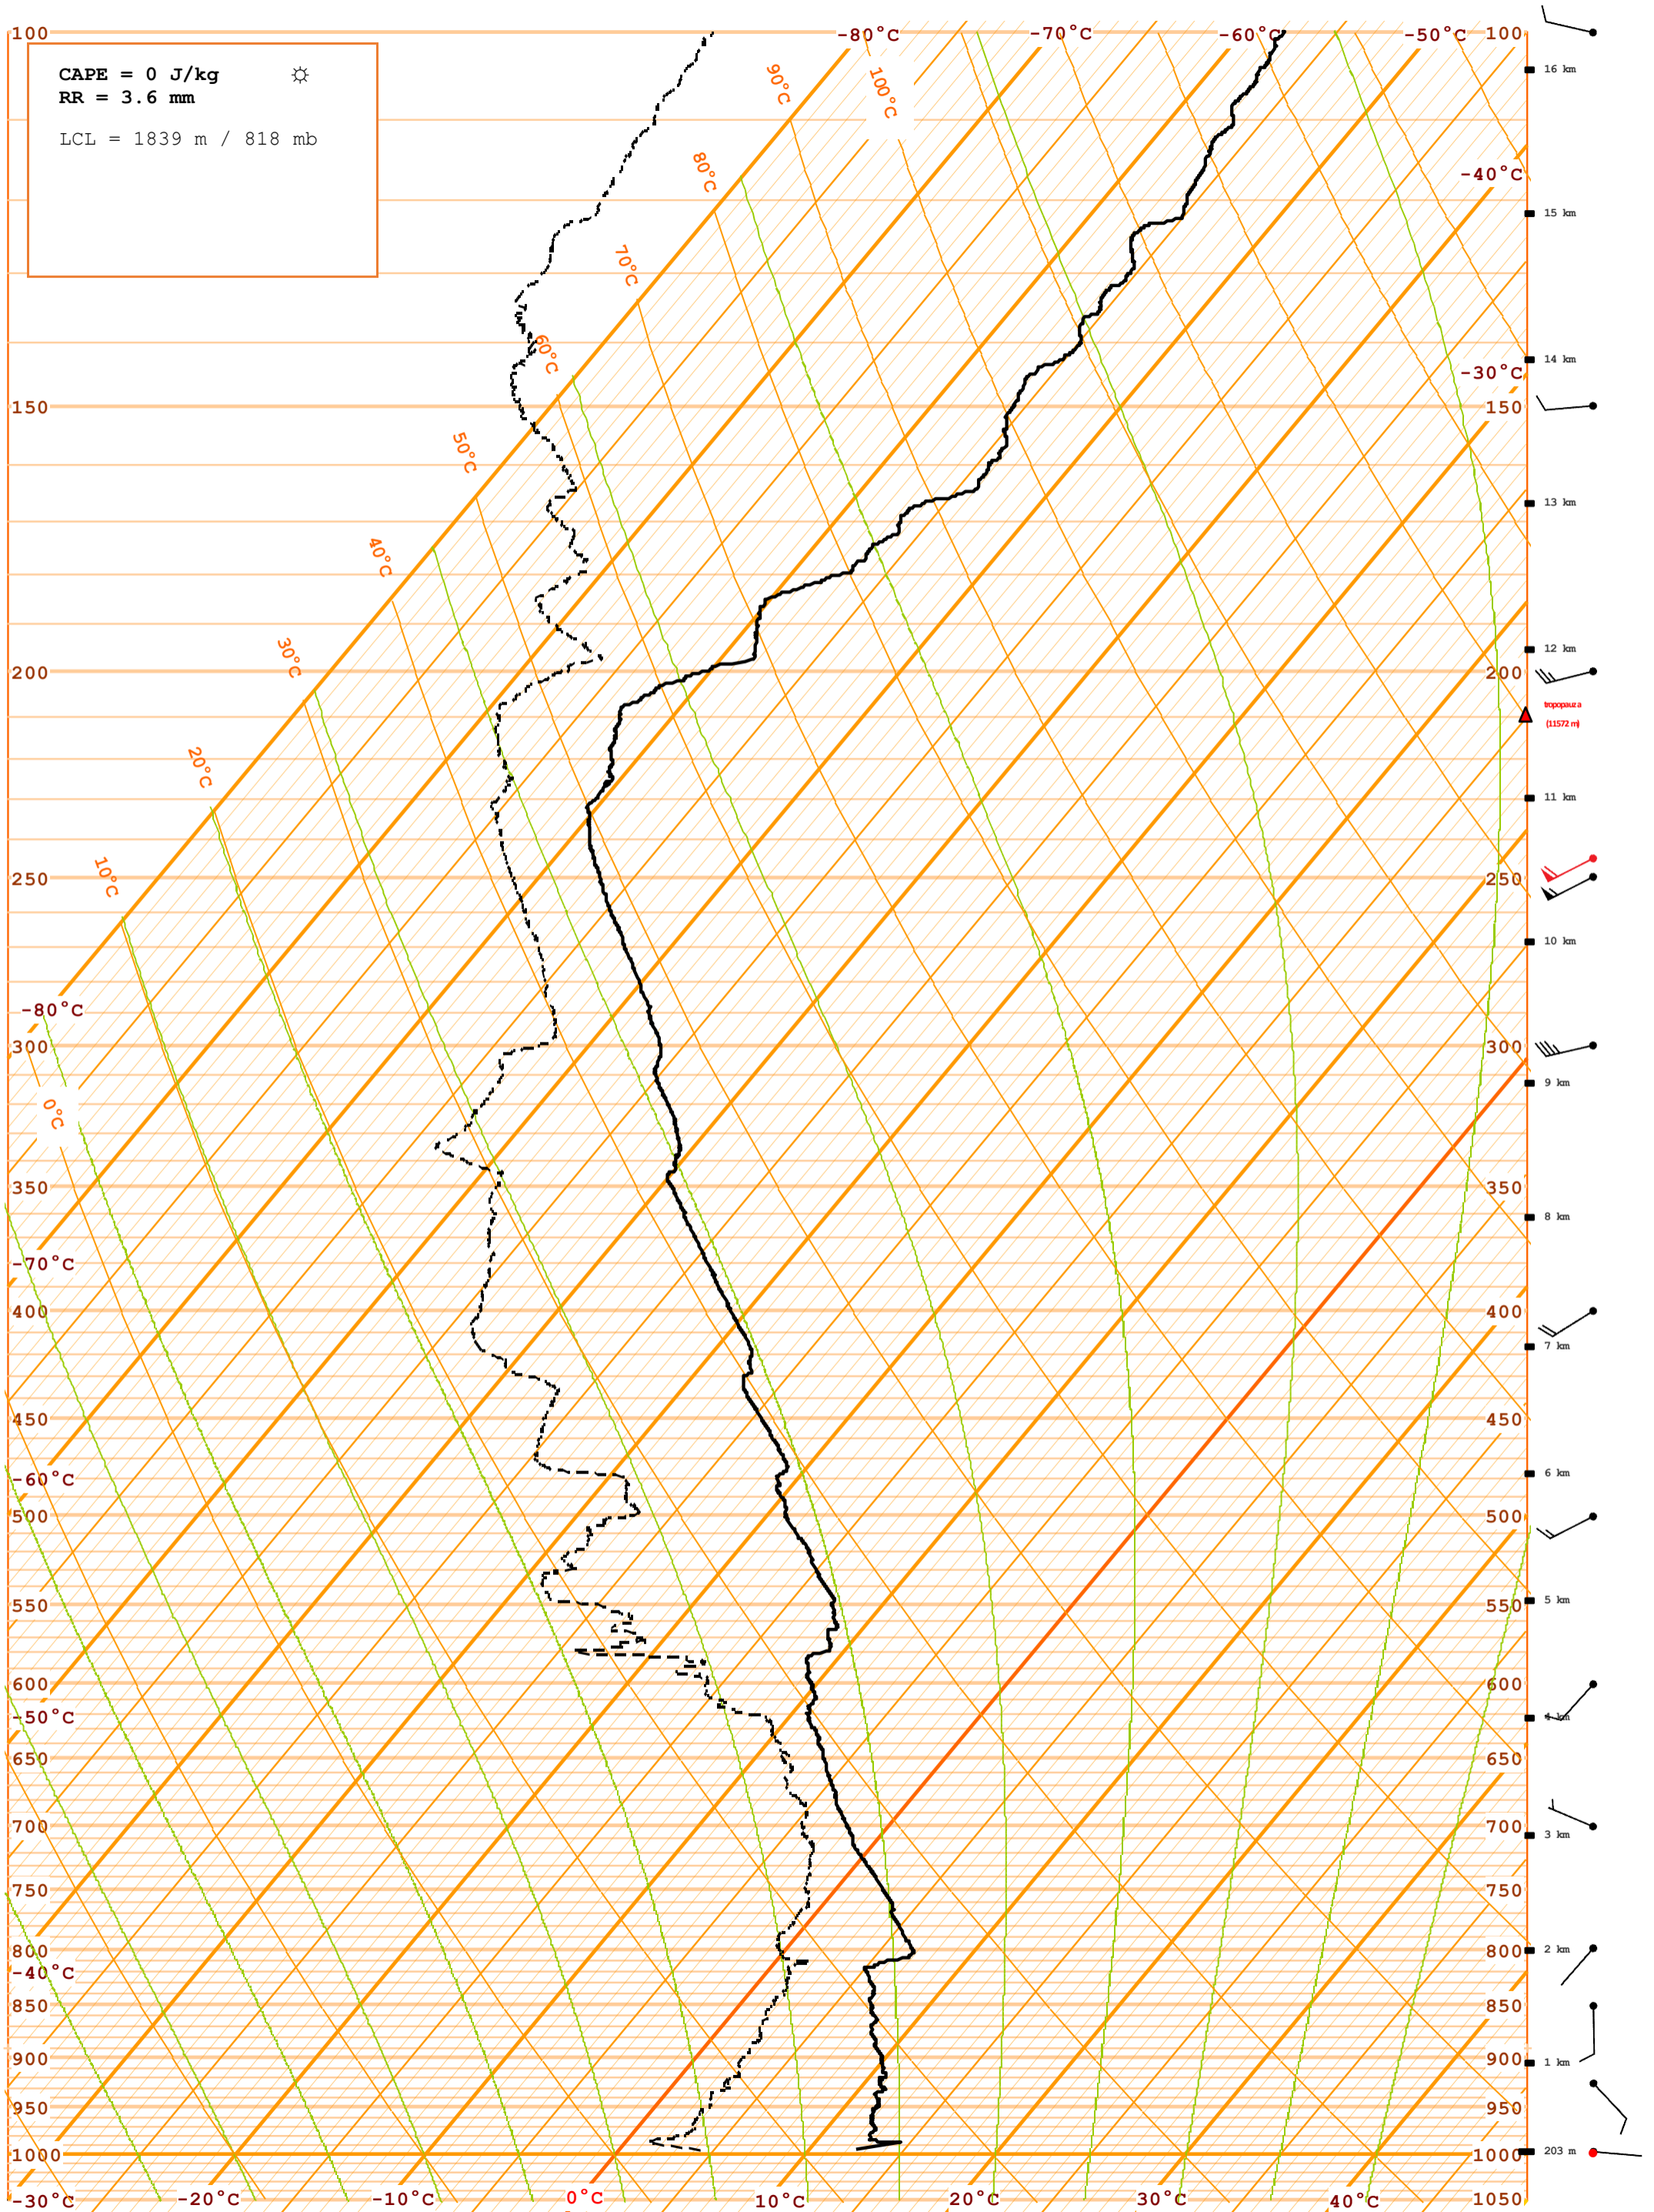 -80°C -70°C -60°C -50°C
100 100
CAPE = 0 J/kg
RR = 3.6 mm
LCL = 1839 m / 818 mb
16 km
90°C 100°C
80°C
-40°C
15 km
70°C
60°C
14 km
-30°C
150 150
50°C
13 km
40°C
30°C
12 km
200 200
tropopauza
(11572 m)
20°C
11 km
10°C
250 250
10 km
-80°C
300 300
9 km
0°C
350 350
8 km
-70°C
400 400
7 km
450 450
6 km
-60°C
500 500
5 km
550 550
600 600
-50°C
4 km
650 650
700 700
3 km
750 750
800 800
2 km
-40°C
850 850
900 900
1 km
950 950
1000 1000
203 m
-30°C -20°C -10°C 0°C 10°C 20°C 30°C 40°C 1050